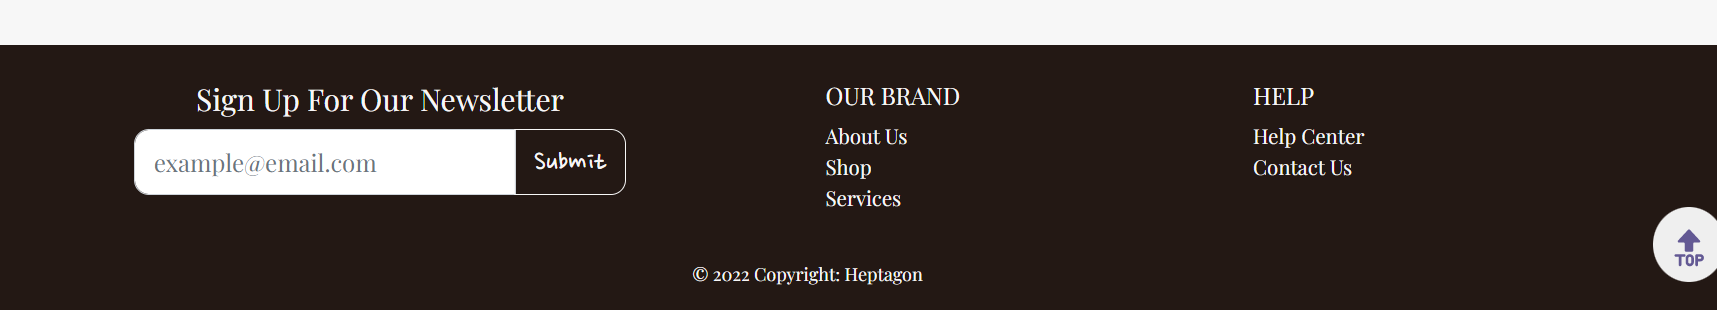 Sign Up For Our Newsletter
example@email.com
Submit
OUR BRAND
About Us
Shop
Services
HELP
Help Center
Contact Us
TOP
© 2022 Copyright: Heptagon